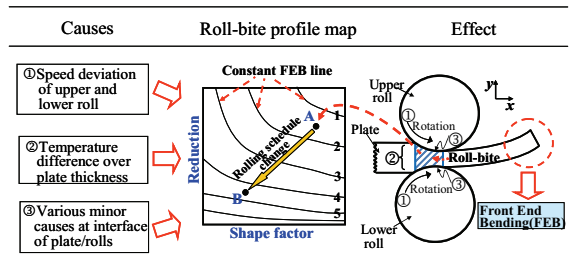 Causes
Roll-bite profile map
Effect
①Speed deviation
of upper and
lower roll
②Temperature
difference over
plate thickness
③Various minor
causes at interface
of plate/rolls
Constant FEB line
Reduction
Rolling schedule
change
A
B
1
2
3
4
5
Shape factor
Upper
roll
y
x
①
Rotation
③
Plate
②
Roll-bite
Rotation
③
①
Lower
roll
Front End
Bending(FEB)